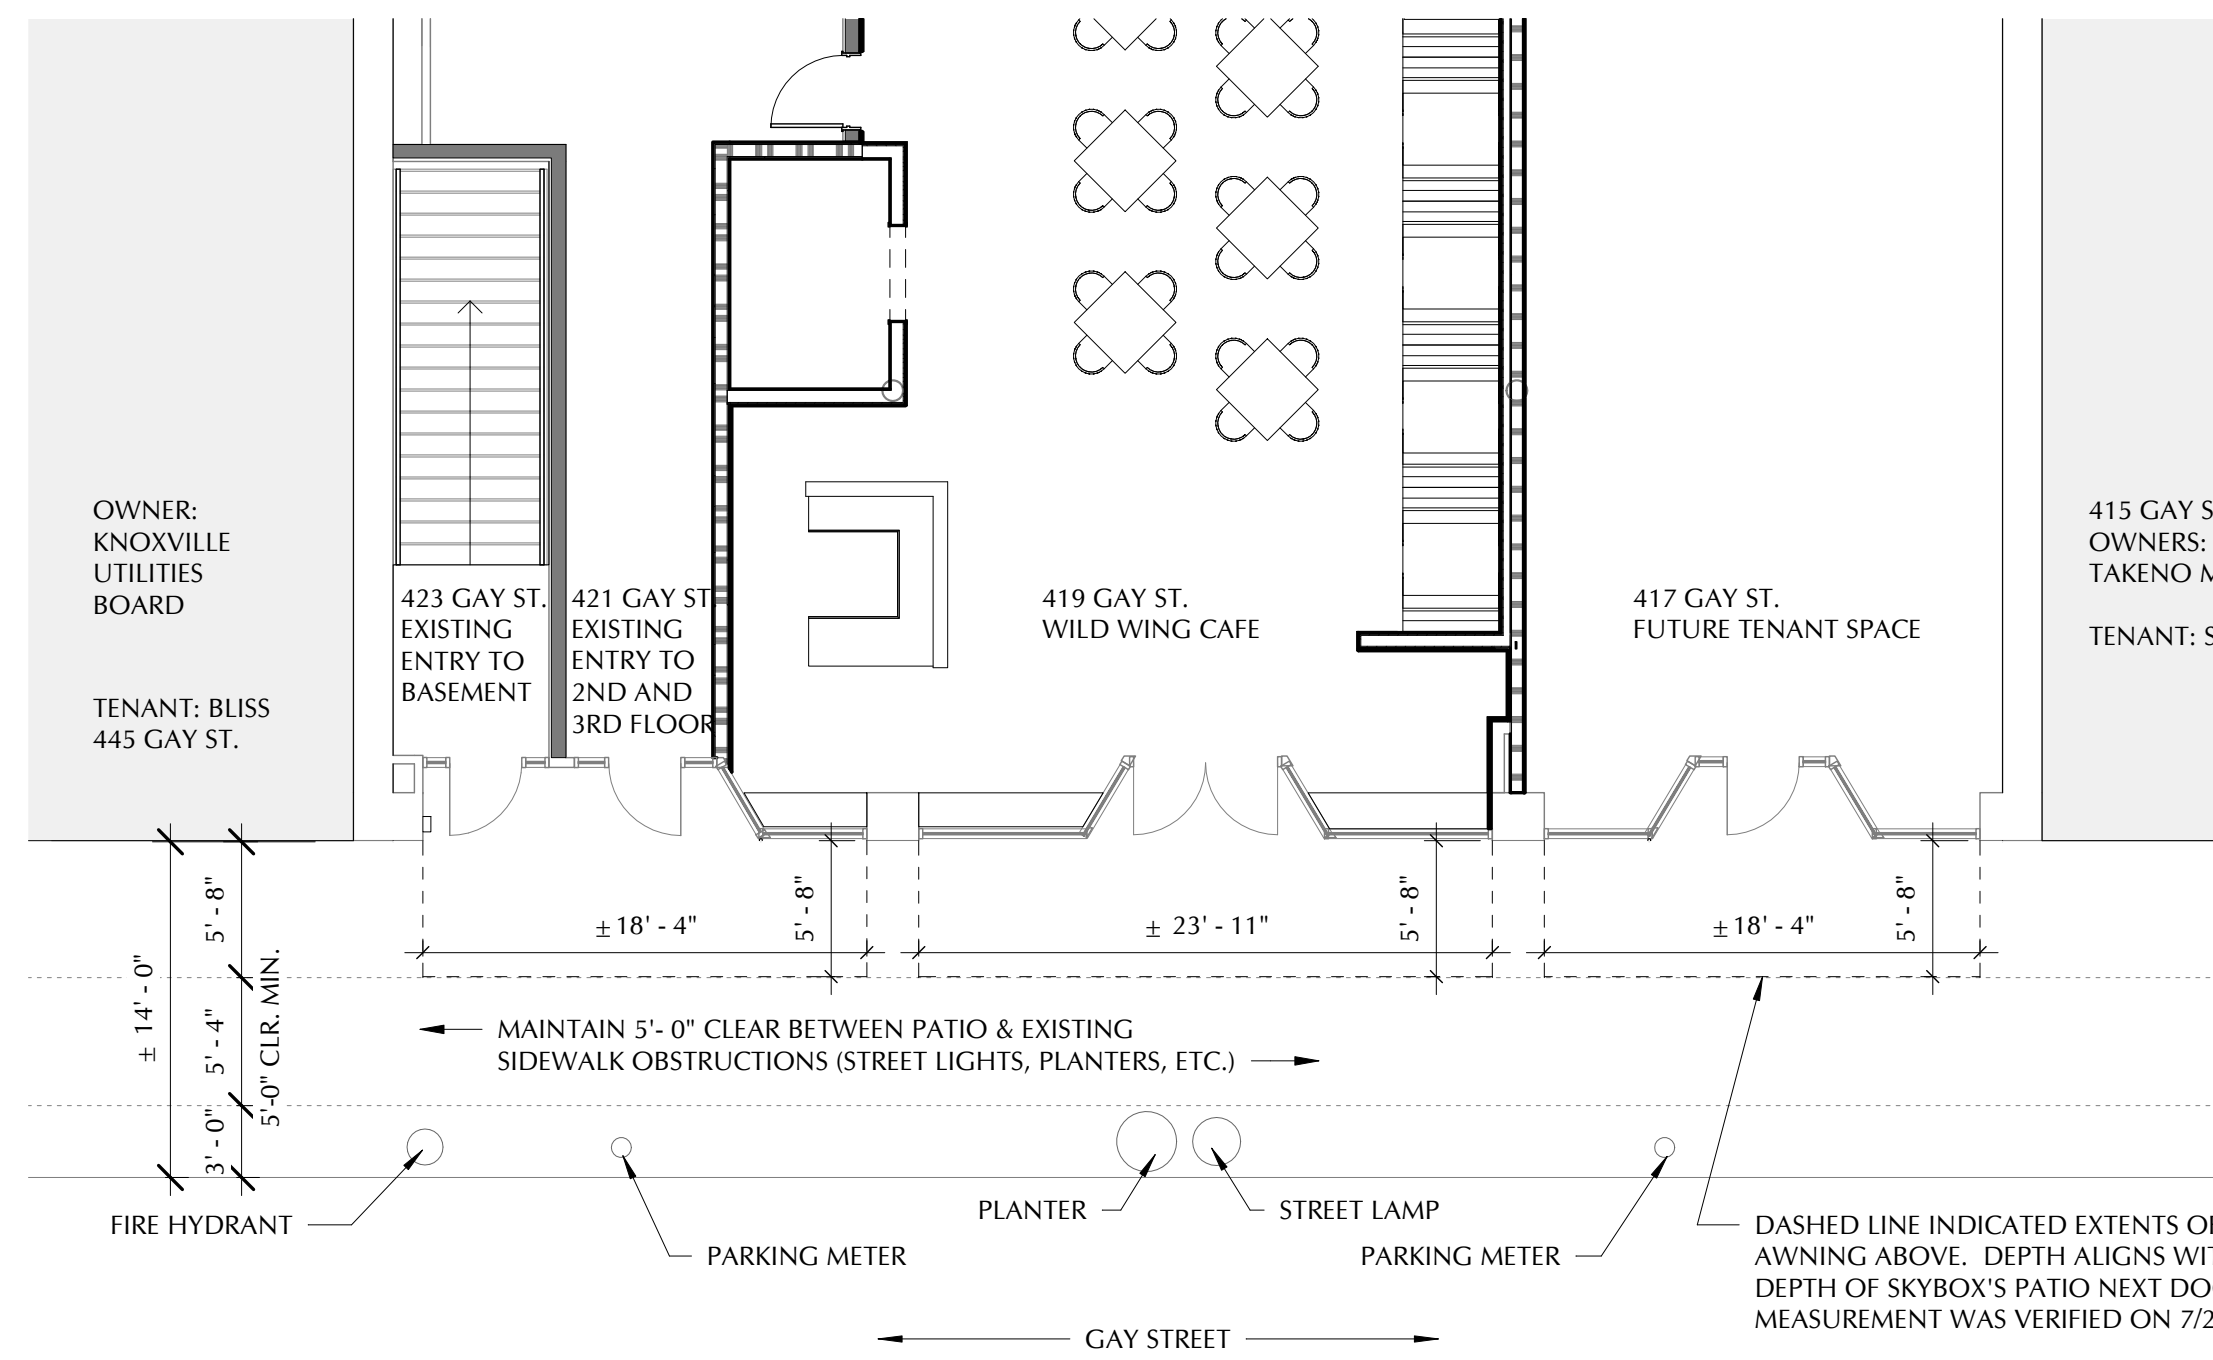 OWNER:
KNOXVILLE
UTILITIES
BOARD
TENANT: BLISS
445 GAY ST.
423 GAY ST.
EXISTING
ENTRY TO
BASEMENT
421 GAY ST.
EXISTING
ENTRY TO
2ND AND
3RD FLOOR
419 GAY ST.
WILD WING CAFE
417 GAY ST.
FUTURE TENANT SPACE
415 GAY S
OWNERS:
TAKENO M
TENANT: S
± 14' - 0"
5' - 8"
5' - 4"
3' - 0"
5'-0" CLR. MIN.
± 18' - 4"
5' - 8"
± 23' - 11"
5' - 8"
± 18' - 4"
5' - 8"
MAINTAIN 5'- 0" CLEAR BETWEEN PATIO & EXISTING
SIDEWALK OBSTRUCTIONS (STREET LIGHTS, PLANTERS, ETC.)
FIRE HYDRANT
PARKING METER
PLANTER
STREET LAMP
PARKING METER
DASHED LINE INDICATED EXTENTS OF
AWNING ABOVE. DEPTH ALIGNS WIT
DEPTH OF SKYBOX'S PATIO NEXT DOO
MEASUREMENT WAS VERIFIED ON 7/2
GAY STREET